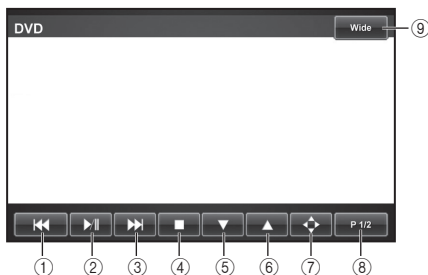 DVD
Wide
⑨
P 1/2
① ② ③ ④ ⑤ ⑥ ⑦ ⑧